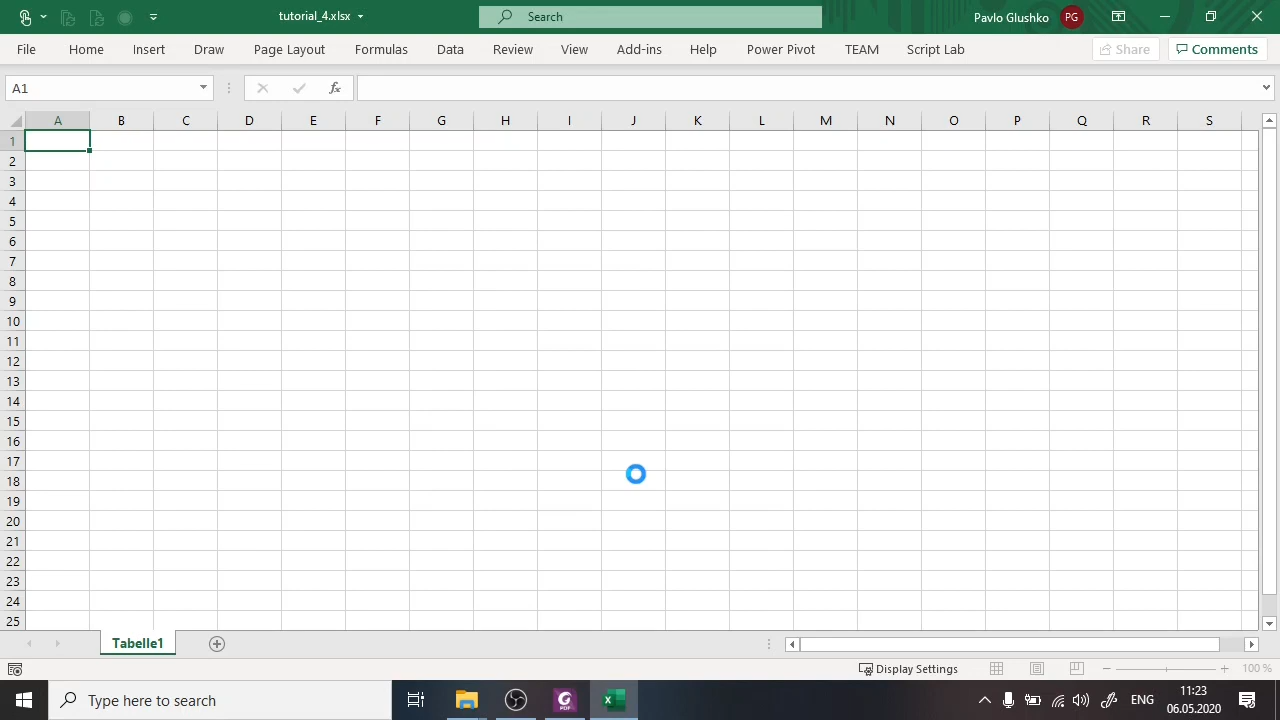 tutorial_4.xlsx
Search
Pavlo Glushko
PG
File Home Insert Draw Page Layout Formulas Data Review View Add-ins Help Power Pivot TEAM Script Lab
Share
Comments
A1
fx
A B C D E F G H I J K L M N O P Q R S
1
2
3
4
5
6
7
8
9
10
11
12
13
14
15
16
17
18
19
20
21
22
23
24
25
Tabelle1
Display Settings
100 %
Type here to search
PDF
ENG
11:23
06.05.2020